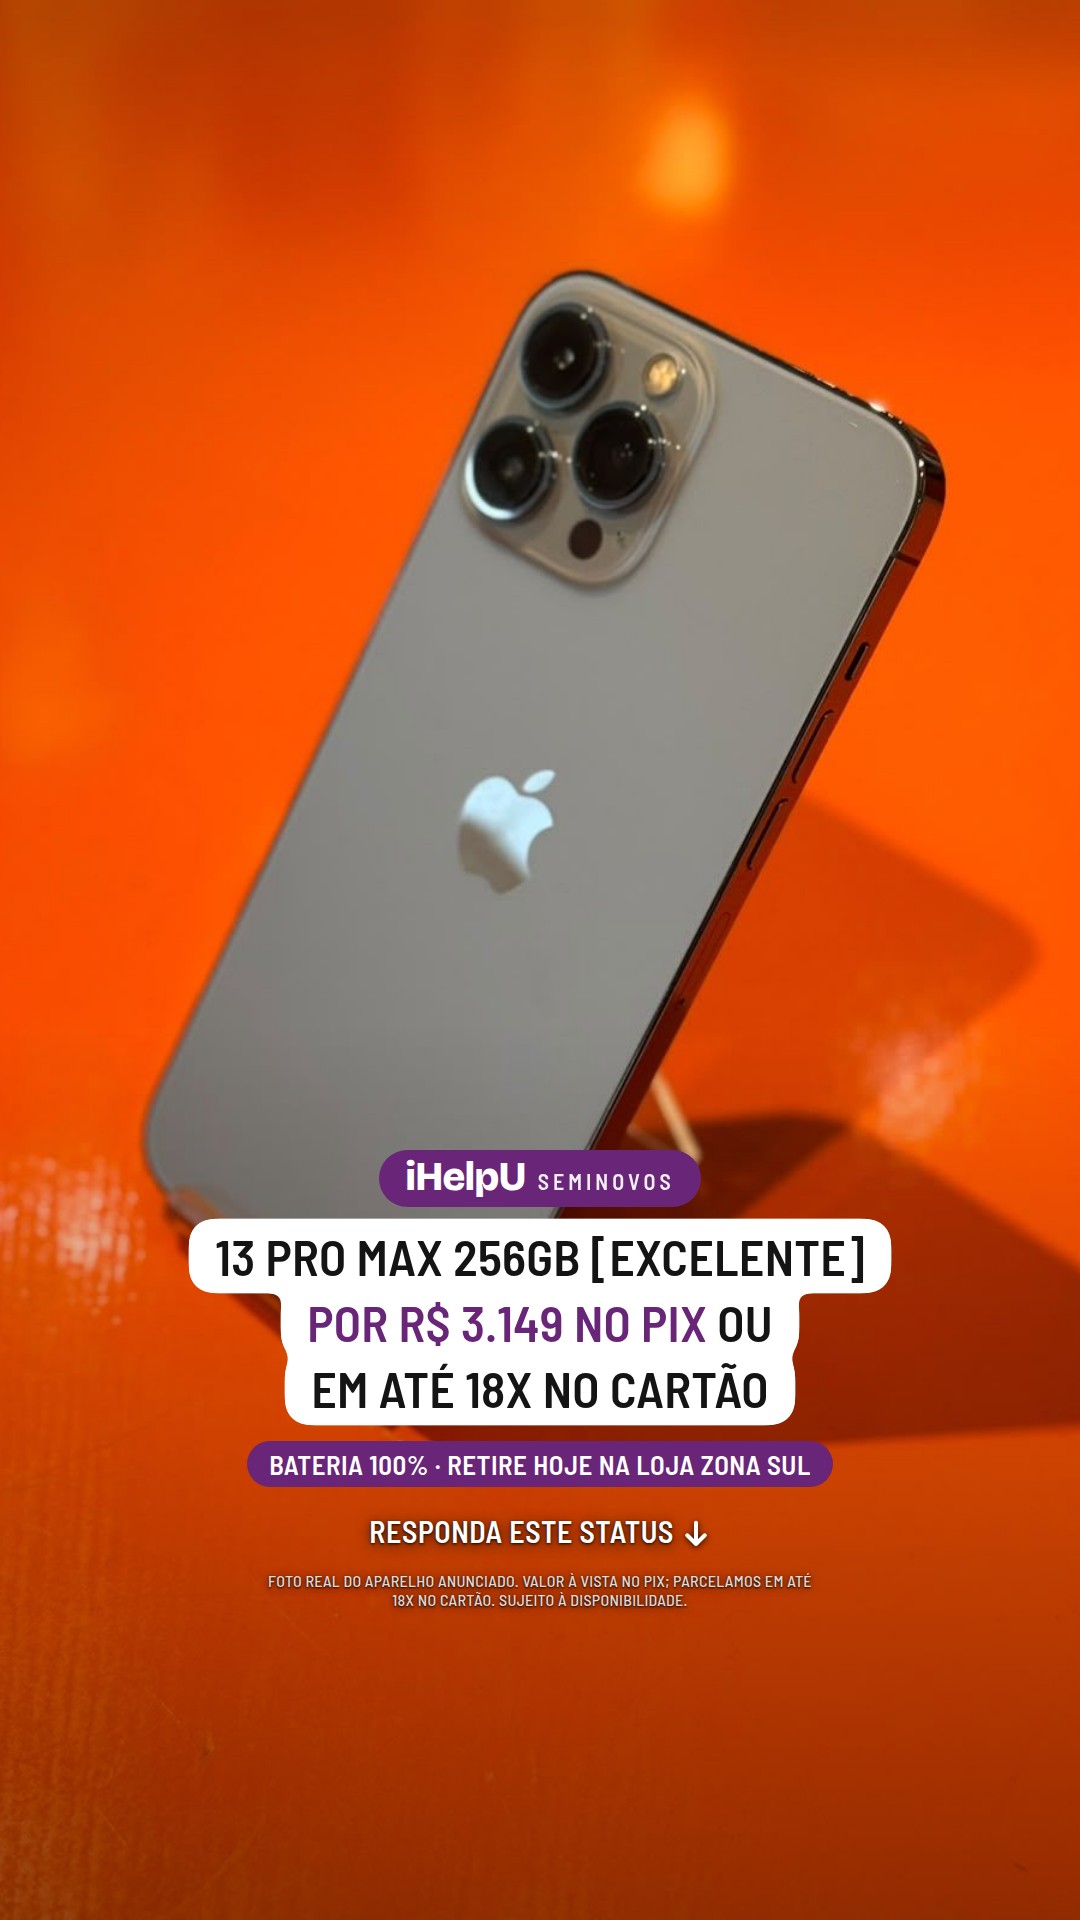 iHelpU SEMINOVOS
13 PRO MAX 256GB [EXCELENTE]
POR R$ 3.149 NO PIX OU
EM ATÉ 18X NO CARTÃO
BATERIA 100% · RETIRE HOJE NA LOJA ZONA SUL
RESPONDA ESTE STATUS ↓
FOTO REAL DO APARELHO ANUNCIADO. VALOR À VISTA NO PIX; PARCELAMOS EM ATÉ
18X NO CARTÃO. SUJEITO À DISPONIBILIDADE.